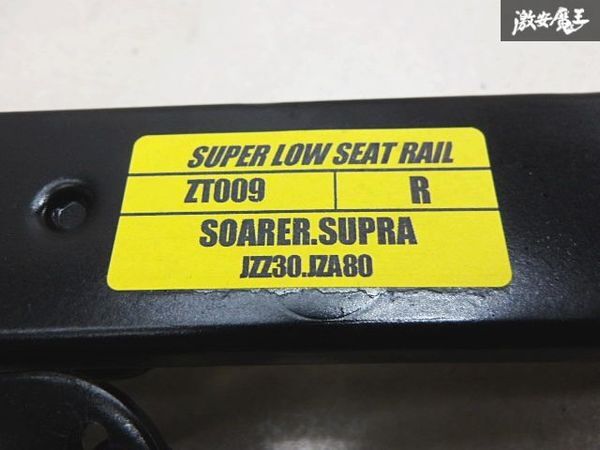 激安魔王
SUPER LOW SEAT RAIL
ZT009 R
SOARER.SUPRA
JZZ30.JZA80